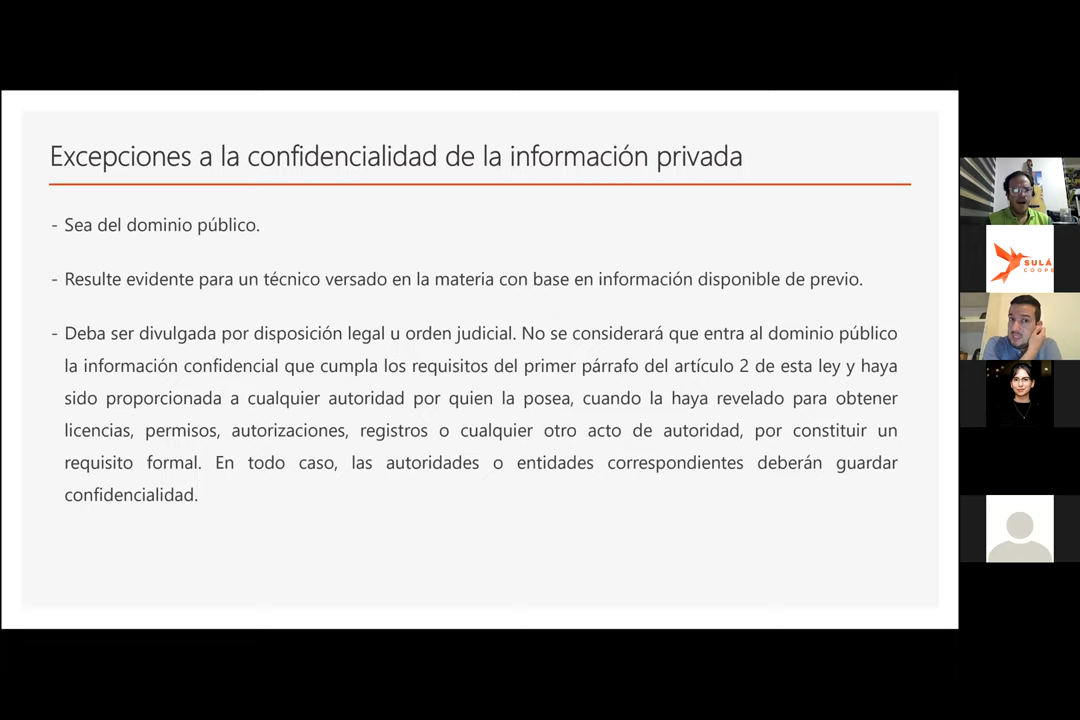 Excepciones a la confidencialidad de la información privada
- Sea del dominio público.
- Resulte evidente para un técnico versado en la materia con base en información disponible de previo.
- Deba ser divulgada por disposición legal u orden judicial. No se considerará que entra al dominio público
la información confidencial que cumpla los requisitos del primer párrafo del artículo 2 de esta ley y haya
sido proporcionada a cualquier autoridad por quien la posea, cuando la haya revelado para obtener
licencias, permisos, autorizaciones, registros o cualquier otro acto de autoridad, por constituir un
requisito formal. En todo caso, las autoridades o entidades correspondientes deberán guardar
confidencialidad.
SULÁ
COOPE